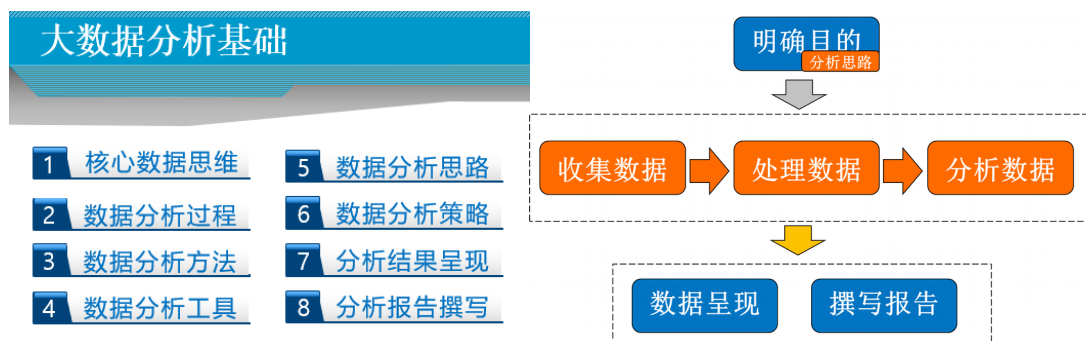 大数据分析基础
1 核心数据思维
2 数据分析过程
3 数据分析方法
4 数据分析工具
5 数据分析思路
6 数据分析策略
7 分析结果呈现
8 分析报告撰写
明确目的
分析思路
收集数据 处理数据 分析数据
数据呈现 撰写报告